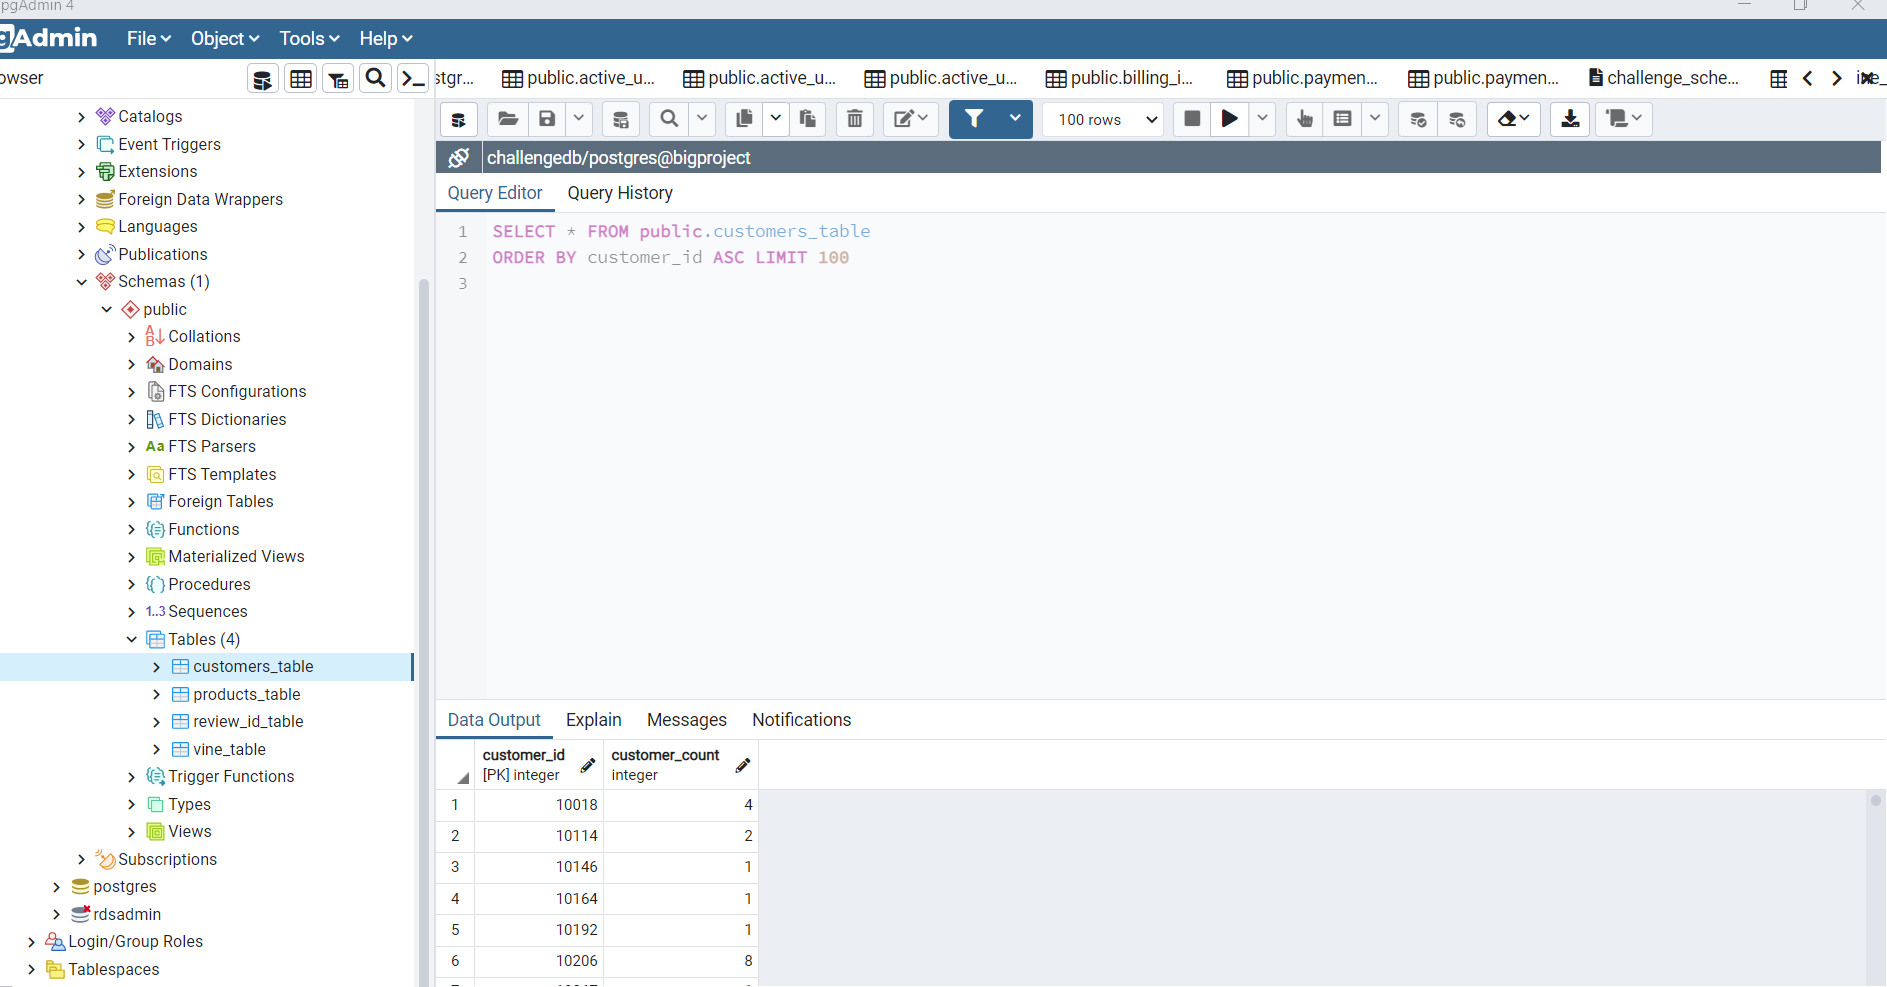 pgAdmin 4
gAdmin File Object Tools Help
owser
stgr... public.active_u... public.active_u... public.active_u... public.billing_i... public.paymen... public.paymen... challenge_sche...
100 rows
challengedb/postgres@bigproject
Query Editor Query History
1 SELECT * FROM public.customers_table
2 ORDER BY customer_id ASC LIMIT 100
3
Catalogs
Event Triggers
Extensions
Foreign Data Wrappers
Languages
Publications
Schemas (1)
public
Collations
Domains
FTS Configurations
FTS Dictionaries
Aa FTS Parsers
FTS Templates
Foreign Tables
Functions
Materialized Views
Procedures
1..3 Sequences
Tables (4)
customers_table
products_table
review_id_table
vine_table
Trigger Functions
Types
Views
Subscriptions
postgres
rdsadmin
Login/Group Roles
Tablespaces
Data Output Explain Messages Notifications
customer_id customer_count
[PK] integer integer
1 10018 4
2 10114 2
3 10146 1
4 10164 1
5 10192 1
6 10206 8